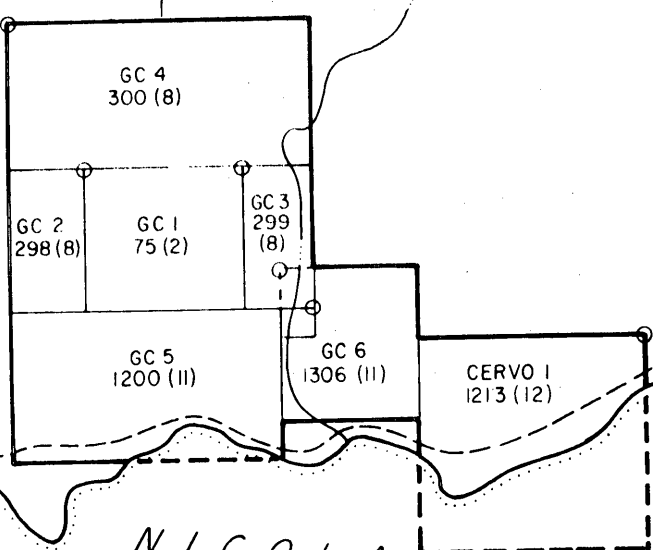 GC 4
300 (8)
GC 2
298 (8)
GC 1
75 (2)
GC 3
299
(8)
GC 5
1200 (11)
GC 6
1306 (11)
CERVO 1
1213 (12)